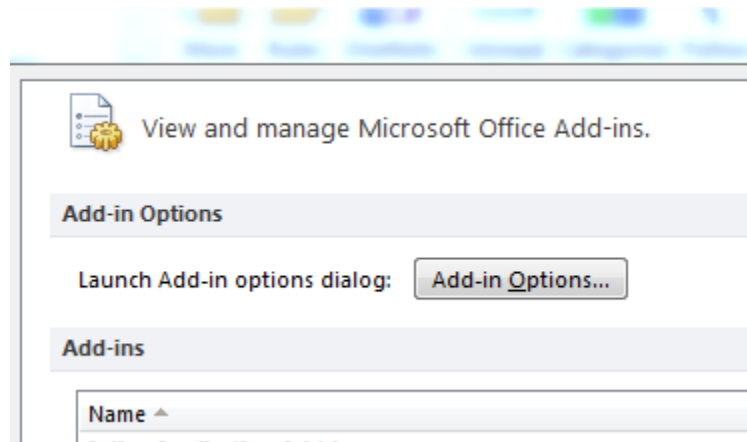 View and manage Microsoft Office Add-ins.
Add-in Options
Launch Add-in options dialog: Add-in Options...
Add-ins
Name